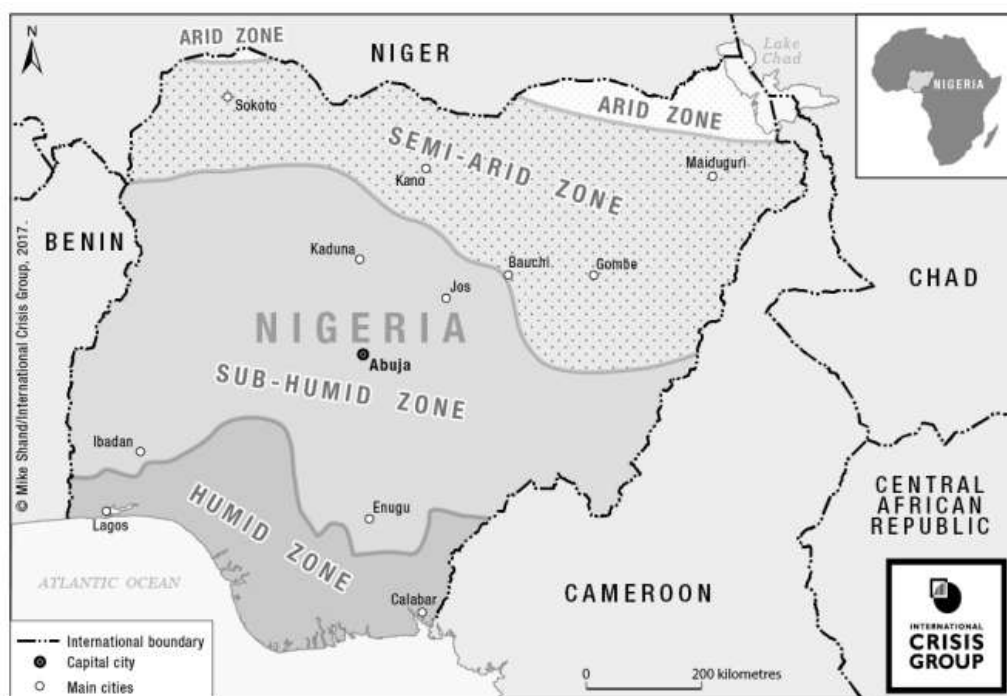 N
ARID ZONE
NIGER
Lake
Chad
NIGERIA
Sokoto
ARID ZONE
SEMI-ARID ZONE
Kano
Maiduguri
BENIN
Kaduna
Bauchi
Gombe
Jos
CHAD
NIGERIA
Abuja
SUB-HUMID ZONE
© Mike Shand/International Crisis Group, 2017.
Ibadan
HUMID ZONE
Enugu
Lagos
CENTRAL
AFRICAN
REPUBLIC
ATLANTIC OCEAN
Calabar
CAMEROON
INTERNATIONAL
CRISIS
GROUP
International boundary
Capital city
Main cities
0 200 kilometres